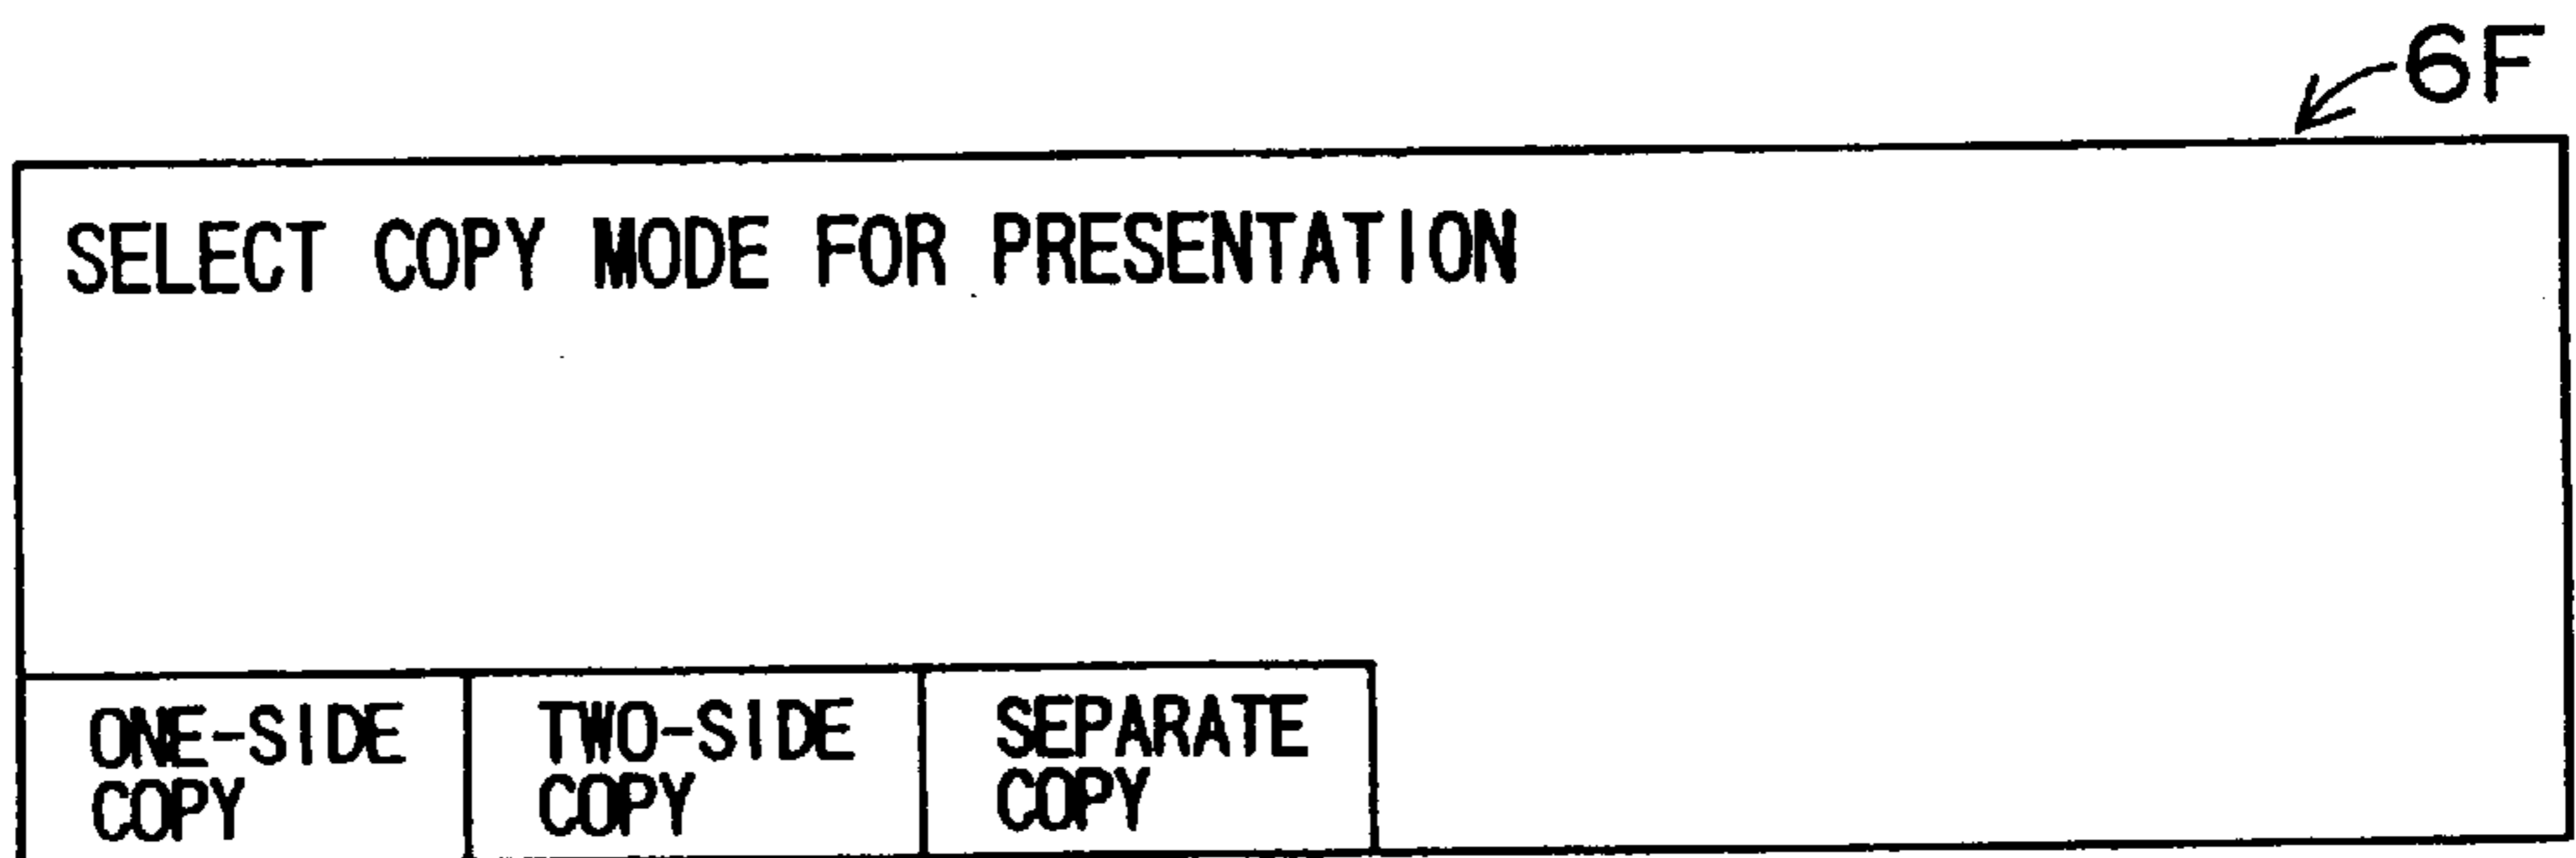 6F
SELECT COPY MODE FOR PRESENTATION
ONE-SIDE
COPY
TWO-SIDE
COPY
SEPARATE
COPY